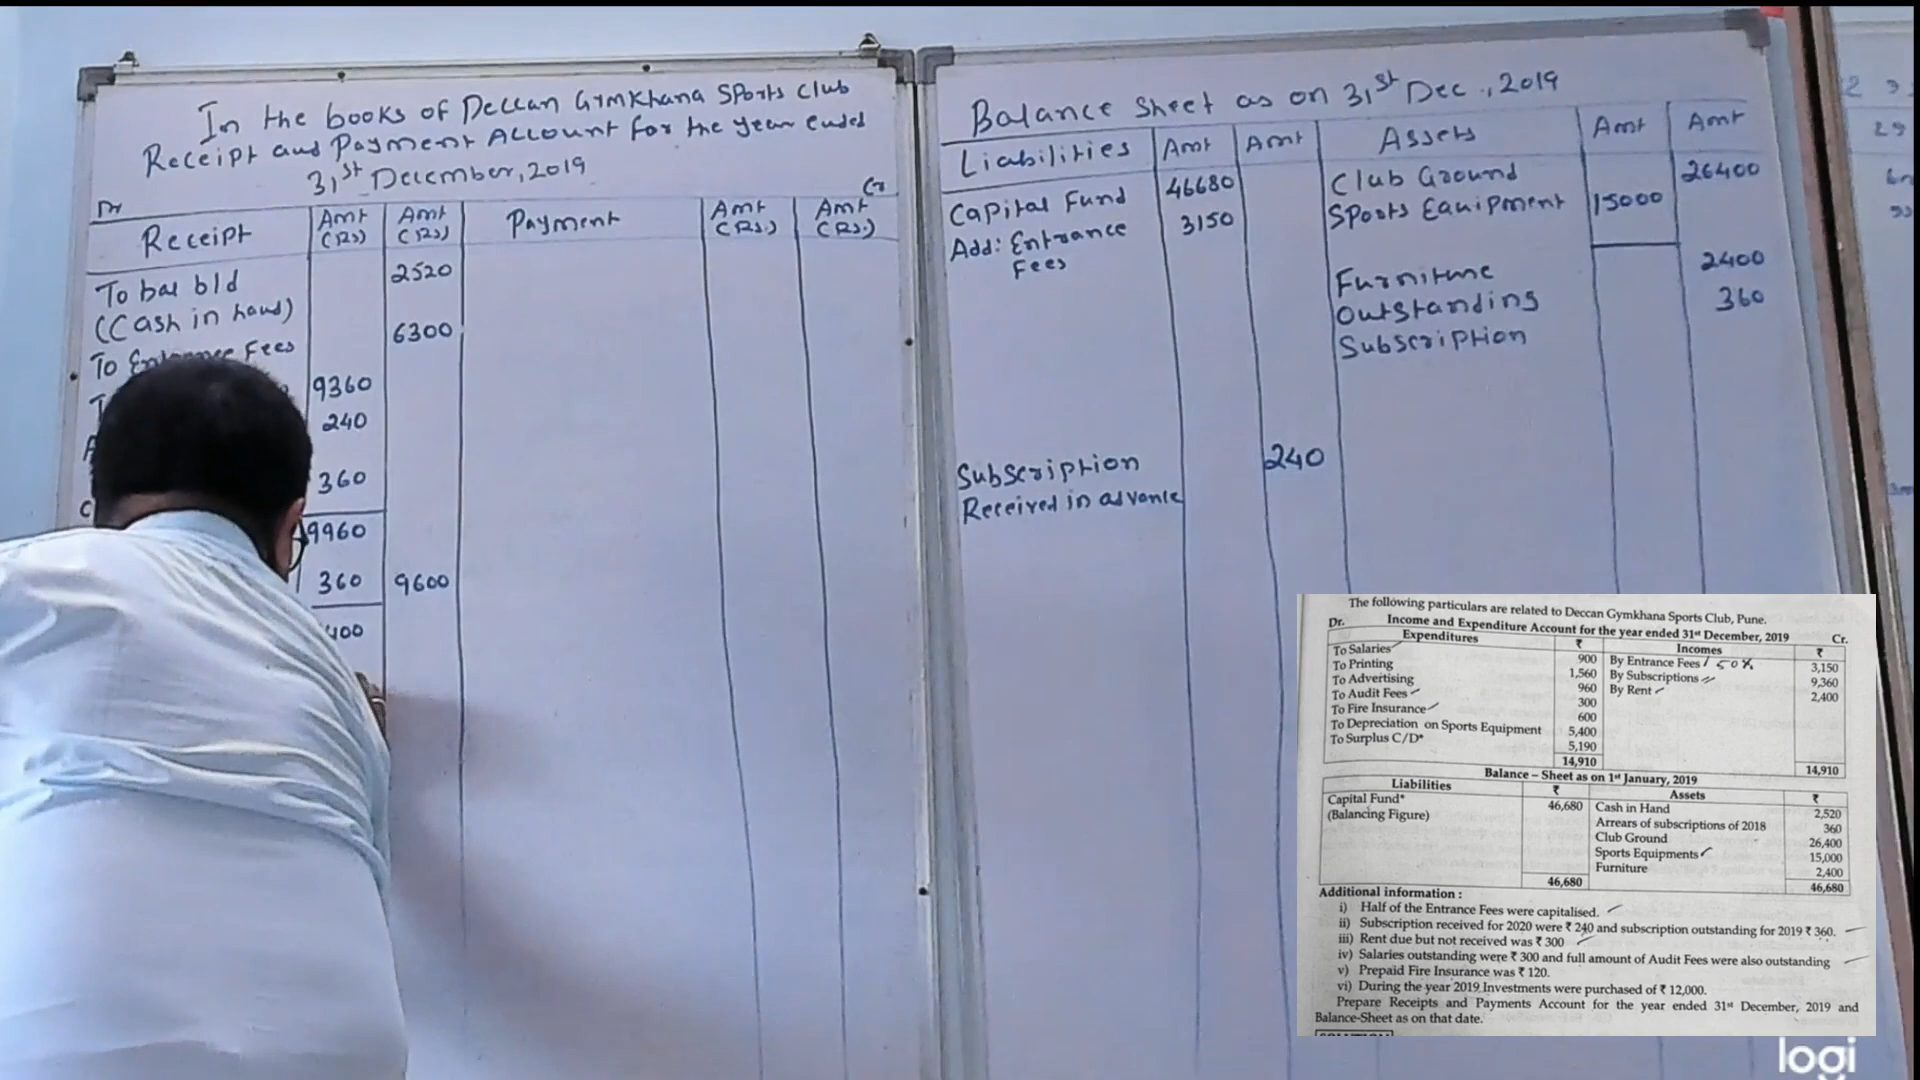 In the books of Deccan Gymkhana Sports Club
Receipt and Payment Account for the year ended
31st December, 2019
Dr Cr
Receipt Amt (Rs) Amt (Rs) Payment Amt (Rs.) Amt (Rs.)
To bal b/d 2520
(Cash in hand)
To Entrance Fees 6300
9360
240
360
9960
360 9600
400
Balance Sheet as on 31st Dec., 2019
Liabilities Amt Amt Assets Amt Amt
Capital Fund 46680 Club Ground 26400
Add: Entrance 3150 Sports Equipment 15000
Fees
Furniture 2400
Outstanding 360
Subscription
Subscription 240
Received in advance
The following particulars are related to Deccan Gymkhana Sports Club, Pune.
Dr. Income and Expenditure Account for the year ended 31st December, 2019 Cr.
Expenditures ₹ Incomes ₹
To Salaries 900 By Entrance Fees 50% 3,150
To Printing 1,560 By Subscriptions 9,360
To Advertising 960 By Rent 2,400
To Audit Fees 300
To Fire Insurance 600
To Depreciation on Sports Equipment 5,400
To Surplus C/D* 5,190
14,910 14,910
Balance – Sheet as on 1st January, 2019
Liabilities ₹ Assets ₹
Capital Fund* 46,680 Cash in Hand 2,520
(Balancing Figure) Arrears of subscriptions of 2018 360
Club Ground 26,400
Sports Equipments 15,000
Furniture 2,400
46,680 46,680
Additional information :
i) Half of the Entrance Fees were capitalised.
ii) Subscription received for 2020 were ₹ 240 and subscription outstanding for 2019 ₹ 360.
iii) Rent due but not received was ₹ 300
iv) Salaries outstanding were ₹ 300 and full amount of Audit Fees were also outstanding
v) Prepaid Fire Insurance was ₹ 120.
vi) During the year 2019 Investments were purchased of ₹ 12,000.
Prepare Receipts and Payments Account for the year ended 31st December, 2019 and
Balance-Sheet as on that date.
logi